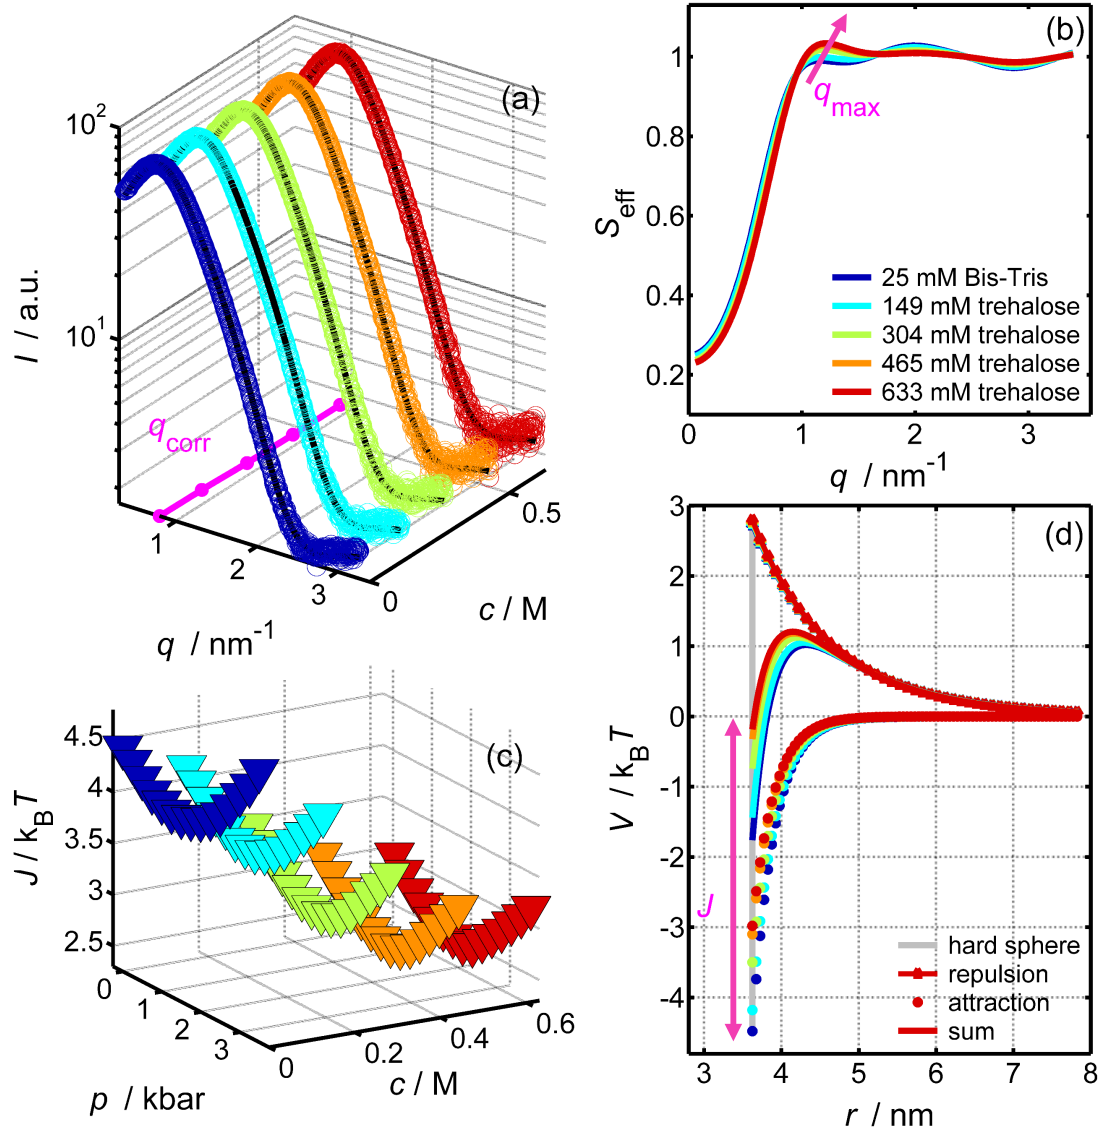 (a)
10²
10¹
I / a.u.
q_corr
1
2
3
0
0.5
q / nm⁻¹
c / M
(b)
q_max
1
0.8
0.6
0.4
0.2
S_eff
25 mM Bis-Tris
149 mM trehalose
304 mM trehalose
465 mM trehalose
633 mM trehalose
0
1
2
3
q / nm⁻¹
(c)
4.5
4
3.5
3
2.5
J / k_BT
0
1
2
3
0
0.2
0.4
0.6
p / kbar
c / M
(d)
3
2
1
0
-1
-2
-3
-4
V / k_BT
J
hard sphere
repulsion
attraction
sum
3
4
5
6
7
8
r / nm